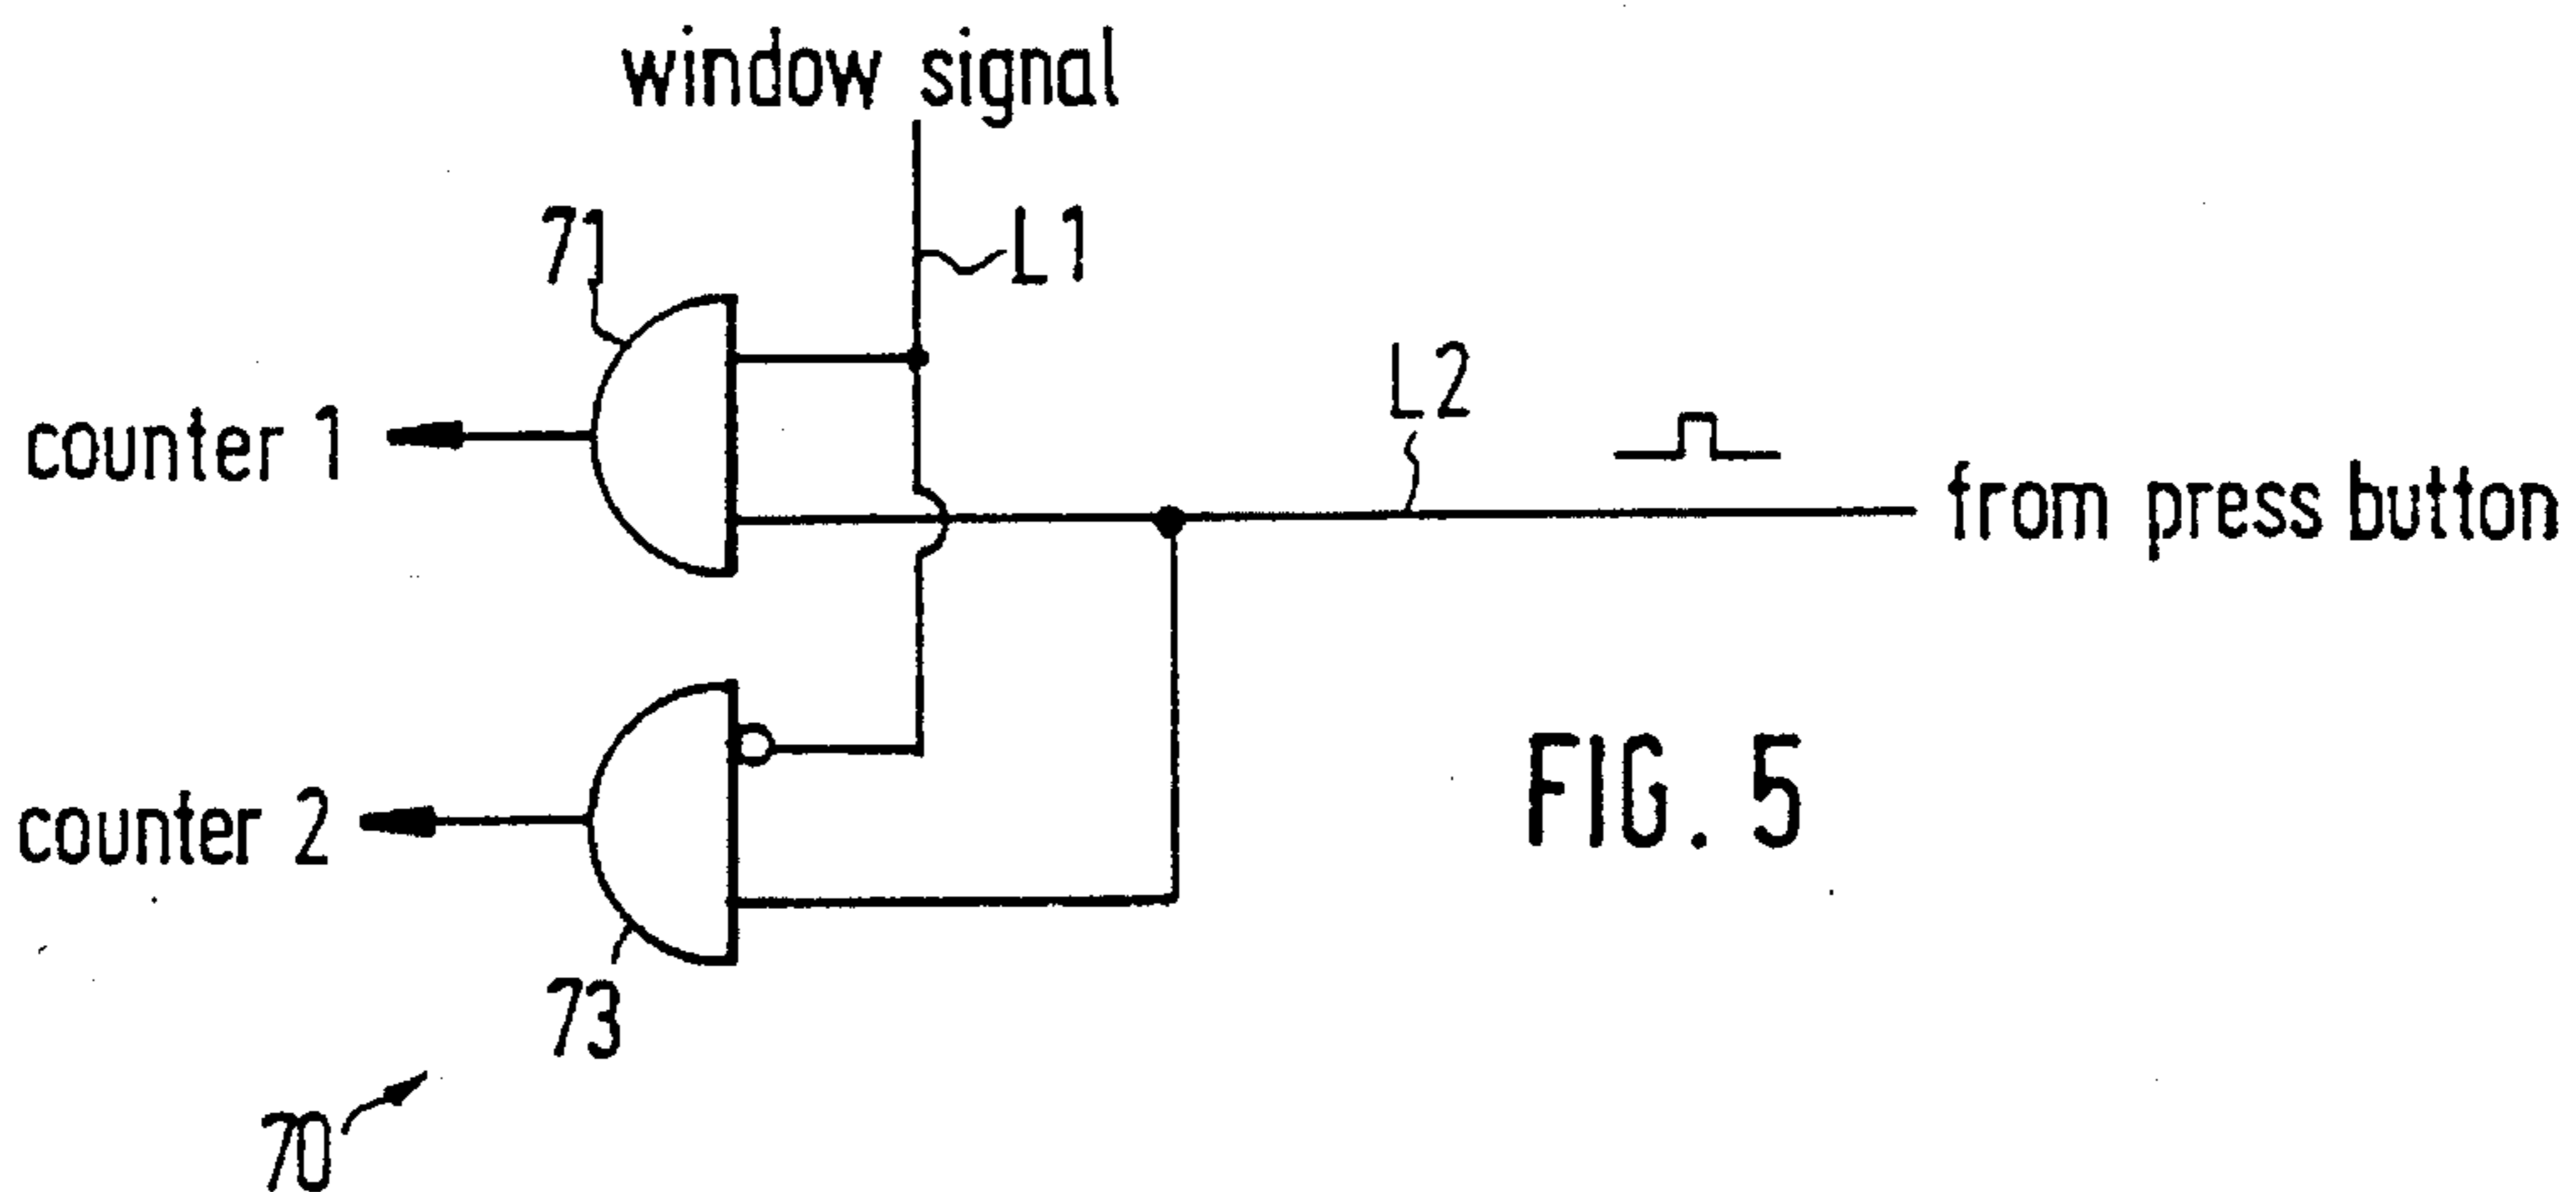 window signal
71
L1
L2
counter 1
from press button
FIG. 5
counter 2
73
70